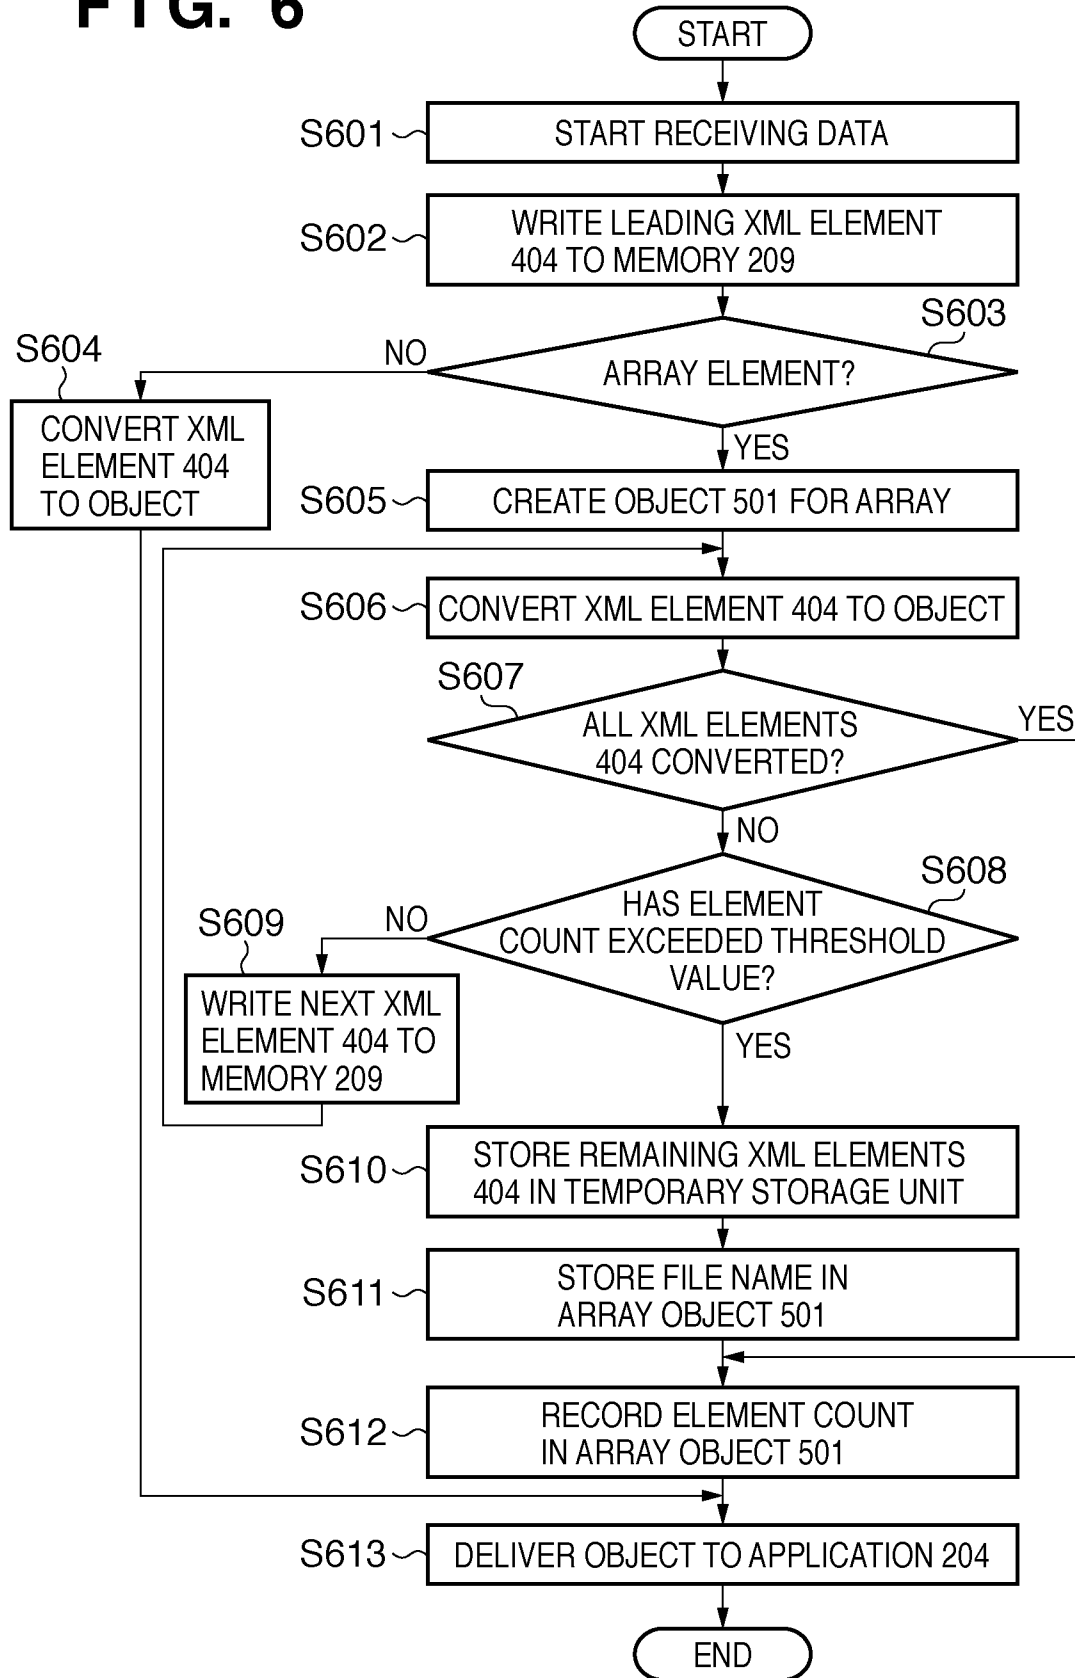 FIG. 6
START
S601
START RECEIVING DATA
S602
WRITE LEADING XML ELEMENT
404 TO MEMORY 209
S603
ARRAY ELEMENT?
NO
YES
S604
CONVERT XML
ELEMENT 404
TO OBJECT
S605
CREATE OBJECT 501 FOR ARRAY
S606
CONVERT XML ELEMENT 404 TO OBJECT
S607
ALL XML ELEMENTS
404 CONVERTED?
YES
NO
S608
HAS ELEMENT
COUNT EXCEEDED THRESHOLD
VALUE?
NO
YES
S609
WRITE NEXT XML
ELEMENT 404 TO
MEMORY 209
S610
STORE REMAINING XML ELEMENTS
404 IN TEMPORARY STORAGE UNIT
S611
STORE FILE NAME IN
ARRAY OBJECT 501
S612
RECORD ELEMENT COUNT
IN ARRAY OBJECT 501
S613
DELIVER OBJECT TO APPLICATION 204
END